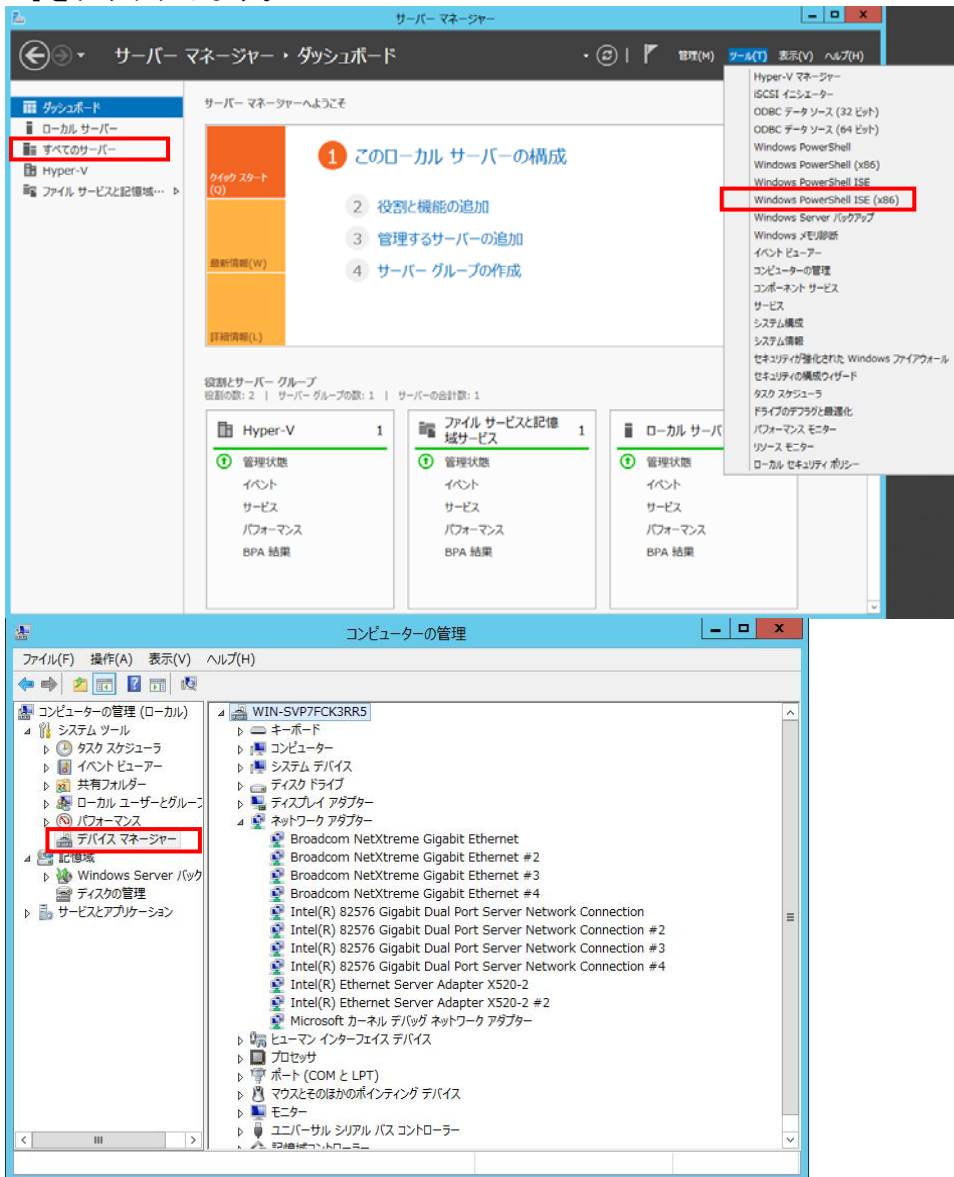 サーバー マネージャー
サーバー マネージャー ・ ダッシュボード
管理(M) ツール(T) 表示(V) ヘルプ(H)
ダッシュボード
ローカル サーバー
すべてのサーバー
Hyper-V
ファイル サービスと記憶域…
サーバー マネージャーへようこそ
クイック スタート(Q)
最新情報(W)
詳細情報(L)
1 このローカル サーバーの構成
2 役割と機能の追加
3 管理するサーバーの追加
4 サーバー グループの作成
Hyper-V マネージャー
iSCSI イニシエーター
ODBC データ ソース (32 ビット)
ODBC データ ソース (64 ビット)
Windows PowerShell
Windows PowerShell (x86)
Windows PowerShell ISE
Windows PowerShell ISE (x86)
Windows Server バックアップ
Windows メモリ診断
イベント ビューアー
コンピューターの管理
コンポーネント サービス
サービス
システム構成
システム情報
セキュリティが強化された Windows ファイアウォール
セキュリティの構成ウィザード
タスク スケジューラ
ドライブのデフラグと最適化
パフォーマンス モニター
リソース モニター
ローカル セキュリティ ポリシー
役割とサーバー グループ
役割の数: 2 | サーバー グループの数: 1 | サーバーの合計数: 1
Hyper-V 1
管理状態
イベント
サービス
パフォーマンス
BPA 結果
ファイル サービスと記憶域サービス 1
管理状態
イベント
サービス
パフォーマンス
BPA 結果
ローカル サーバ
管理状態
イベント
サービス
パフォーマンス
BPA 結果
コンピューターの管理
ファイル(F) 操作(A) 表示(V) ヘルプ(H)
コンピューターの管理 (ローカル)
システム ツール
タスク スケジューラ
イベント ビューアー
共有フォルダー
ローカル ユーザーとグループ
パフォーマンス
デバイス マネージャー
記憶域
Windows Server バック
ディスクの管理
サービスとアプリケーション
WIN-SVP7FCK3RR5
キーボード
コンピューター
システム デバイス
ディスク ドライブ
ディスプレイ アダプター
ネットワーク アダプター
Broadcom NetXtreme Gigabit Ethernet
Broadcom NetXtreme Gigabit Ethernet #2
Broadcom NetXtreme Gigabit Ethernet #3
Broadcom NetXtreme Gigabit Ethernet #4
Intel(R) 82576 Gigabit Dual Port Server Network Connection
Intel(R) 82576 Gigabit Dual Port Server Network Connection #2
Intel(R) 82576 Gigabit Dual Port Server Network Connection #3
Intel(R) 82576 Gigabit Dual Port Server Network Connection #4
Intel(R) Ethernet Server Adapter X520-2
Intel(R) Ethernet Server Adapter X520-2 #2
Microsoft カーネル デバッグ ネットワーク アダプター
ヒューマン インターフェイス デバイス
プロセッサ
ポート (COM と LPT)
マウスとそのほかのポインティング デバイス
モニター
ユニバーサル シリアル バス コントローラー
記憶域コントローラー